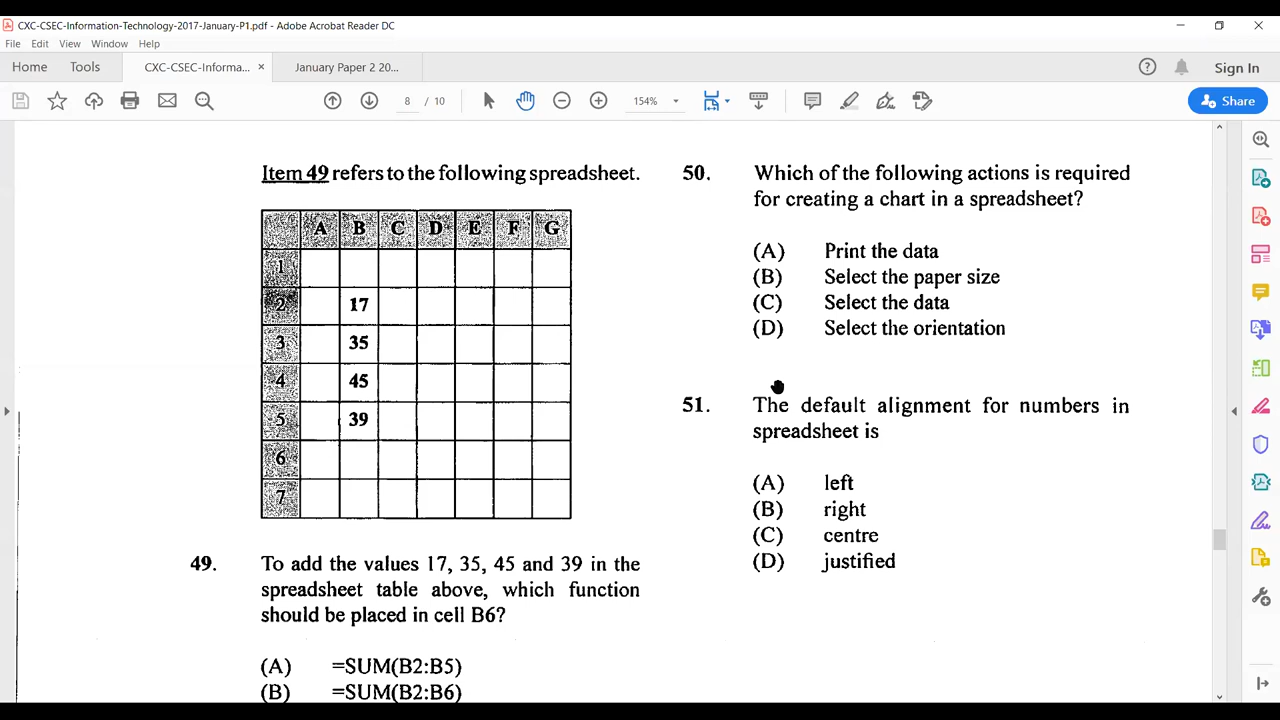 CXC-CSEC-Information-Technology-2017-January-P1.pdf - Adobe Acrobat Reader DC
File Edit View Window Help
Home Tools CXC-CSEC-Informa... × January Paper 2 20... Sign In
8 / 10 154% Share
Item 49 refers to the following spreadsheet.
A B C D E F G
1
2 17
3 35
4 45
5 39
6
7
49. To add the values 17, 35, 45 and 39 in the
spreadsheet table above, which function
should be placed in cell B6?
(A) =SUM(B2:B5)
(B) =SUM(B2:B6)
50. Which of the following actions is required
for creating a chart in a spreadsheet?
(A) Print the data
(B) Select the paper size
(C) Select the data
(D) Select the orientation
51. The default alignment for numbers in
spreadsheet is
(A) left
(B) right
(C) centre
(D) justified